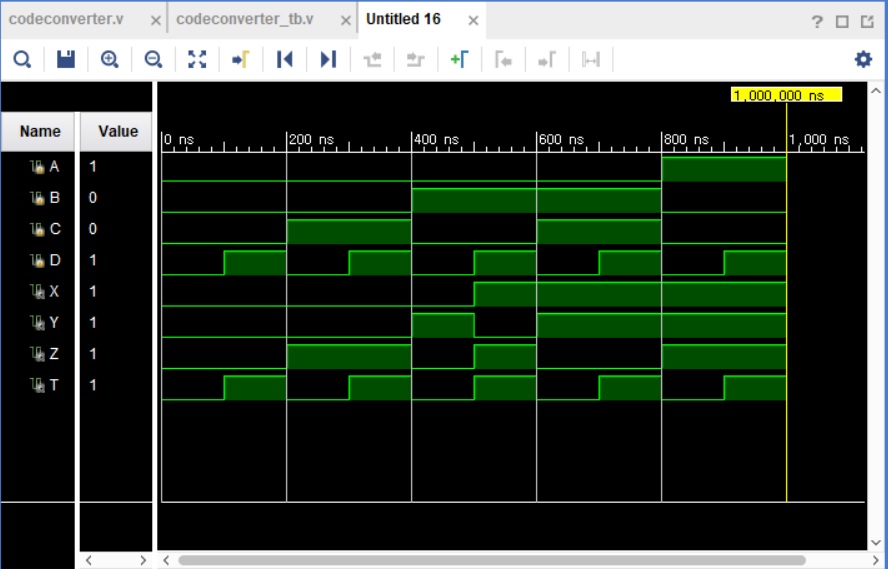 codeconverter.v × codeconverter_tb.v × Untitled 16 ×
?
1,000,000 ns
Name Value 0 ns 200 ns 400 ns 600 ns 800 ns 1,000 ns
A 1
B 0
C 0
D 1
X 1
Y 1
Z 1
T 1